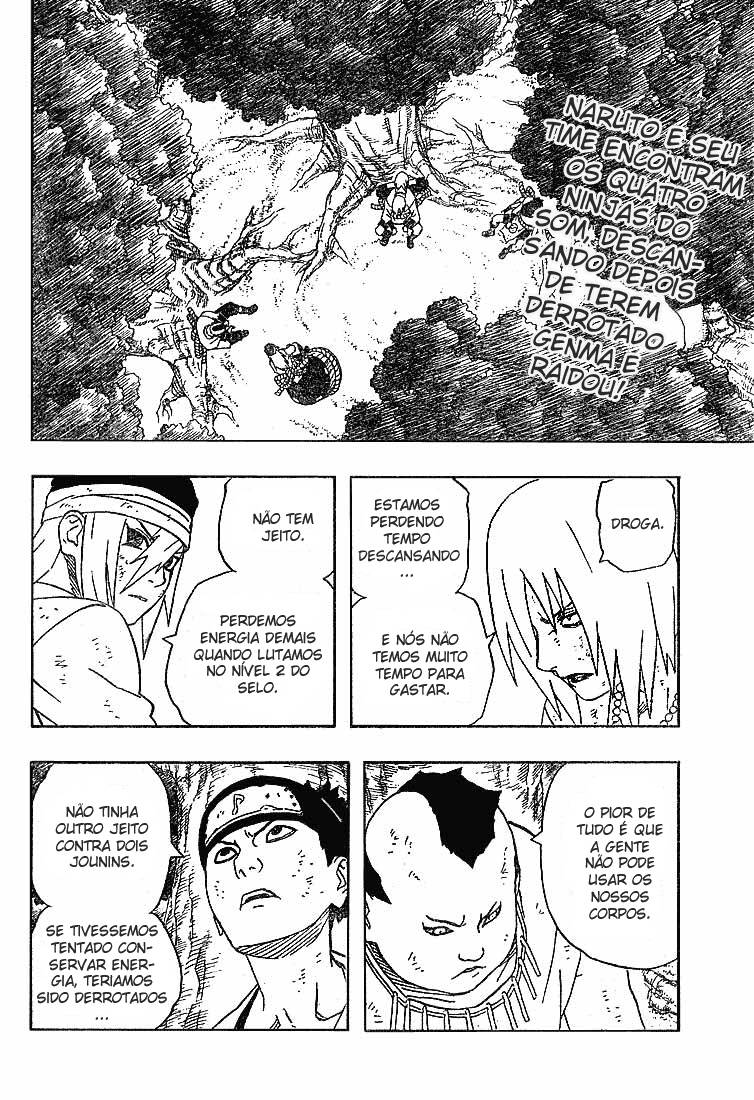 NARUTO E SEU
TIME ENCONTRAM
OS QUATRO
NINJAS DO
SOM, DESCAN-
SANDO DEPOIS
DE TEREM
DERROTADO
GENMA E
RAIDOU!
DROGA.
ESTAMOS
PERDENDO
TEMPO
DESCANSANDO
...
E NÓS NÃO
TEMOS MUITO
TEMPO PARA
GASTAR.
NÃO TEM
JEITO.
PERDEMOS
ENERGIA DEMAIS
QUANDO LUTAMOS
NO NÍVEL 2 DO
SELO.
O PIOR DE
TUDO É QUE
A GENTE
NÃO PODE
USAR OS
NOSSOS
CORPOS.
NÃO TINHA
OUTRO JEITO
CONTRA DOIS
JOUNINS.
SE TIVESSEMOS
TENTADO CON-
SERVAR ENER-
GIA, TERIAMOS
SIDO DERROTADOS
...